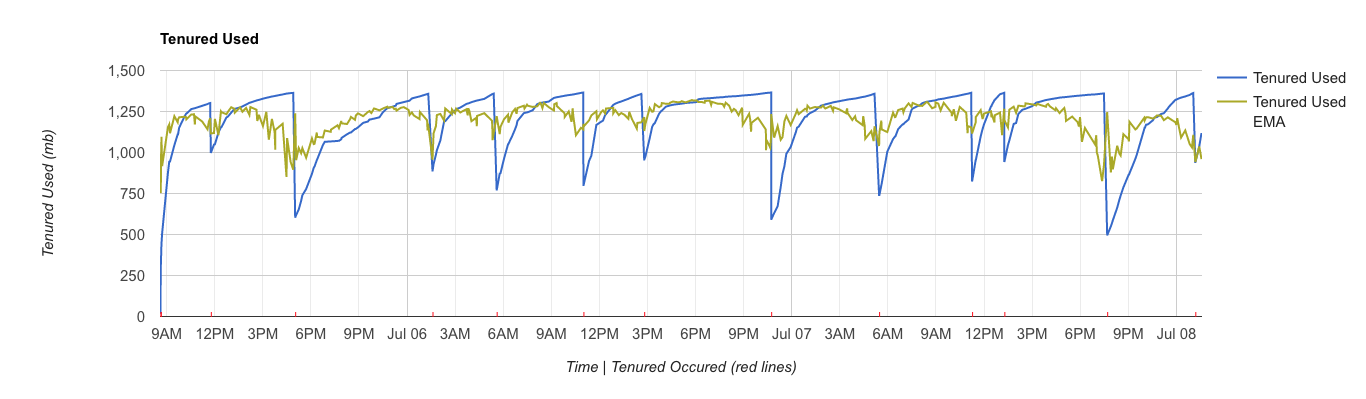 Tenured Used
Tenured Used (mb)
1,500
1,250
1,000
750
500
250
0
9AM 12PM 3PM 6PM 9PM Jul 06 3AM 6AM 9AM 12PM 3PM 6PM 9PM Jul 07 3AM 6AM 9AM 12PM 3PM 6PM 9PM Jul 08
Time | Tenured Occured (red lines)
Tenured Used
Tenured Used
EMA